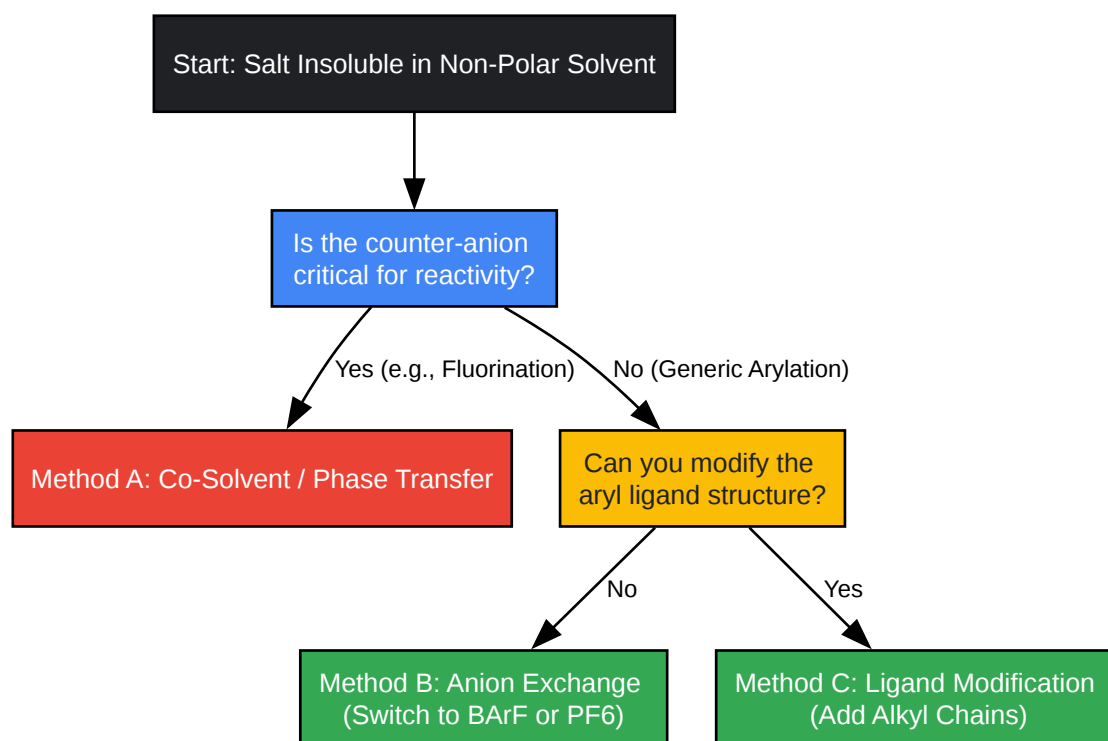 Start: Salt Insoluble in Non-Polar Solvent
Is the counter-anion
critical for reactivity?
Yes (e.g., Fluorination)
No (Generic Arylation)
Method A: Co-Solvent / Phase Transfer
Can you modify the
aryl ligand structure?
No
Yes
Method B: Anion Exchange
(Switch to BArF or PF6)
Method C: Ligand Modification
(Add Alkyl Chains)